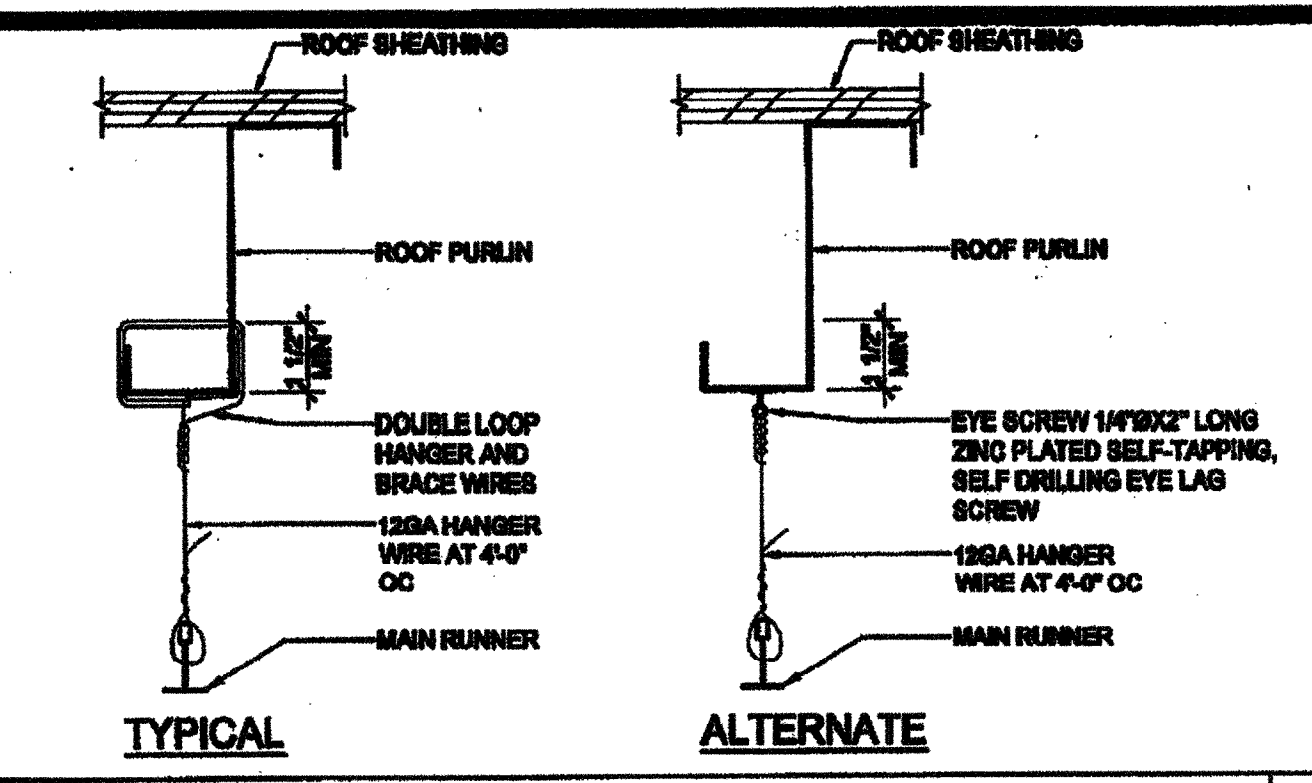 ROOF SHEATHING
ROOF PURLIN
1 1/2"
MIN
DOUBLE LOOP
HANGER AND
BRACE WIRES
12GA HANGER
WIRE AT 4'-0"
OC
MAIN RUNNER
TYPICAL
ROOF SHEATHING
ROOF PURLIN
1 1/2"
MIN
EYE SCREW 1/4"ØX2" LONG
ZINC PLATED SELF-TAPPING,
SELF DRILLING EYE LAG
SCREW
12GA HANGER
WIRE AT 4'-0" OC
MAIN RUNNER
ALTERNATE